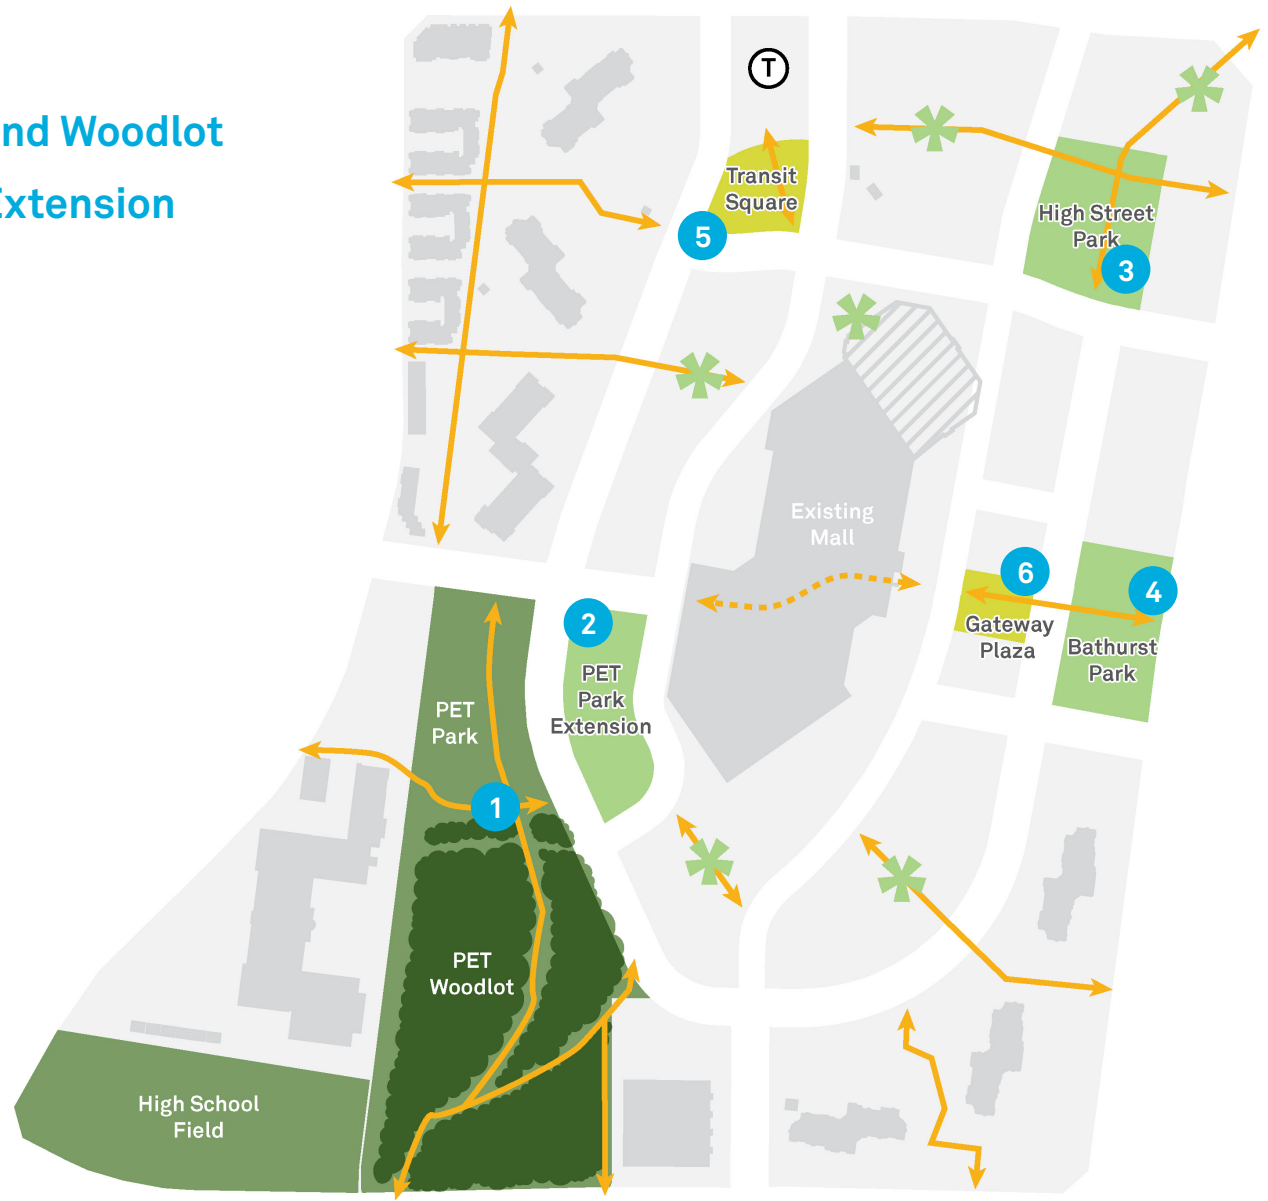 nd Woodlot
Extension
T
Transit
Square
5
High Street
Park
3
Existing
Mall
6
4
Gateway
Plaza
Bathurst
Park
2
PET
Park
Extension
PET
Park
1
PET
Woodlot
High School
Field